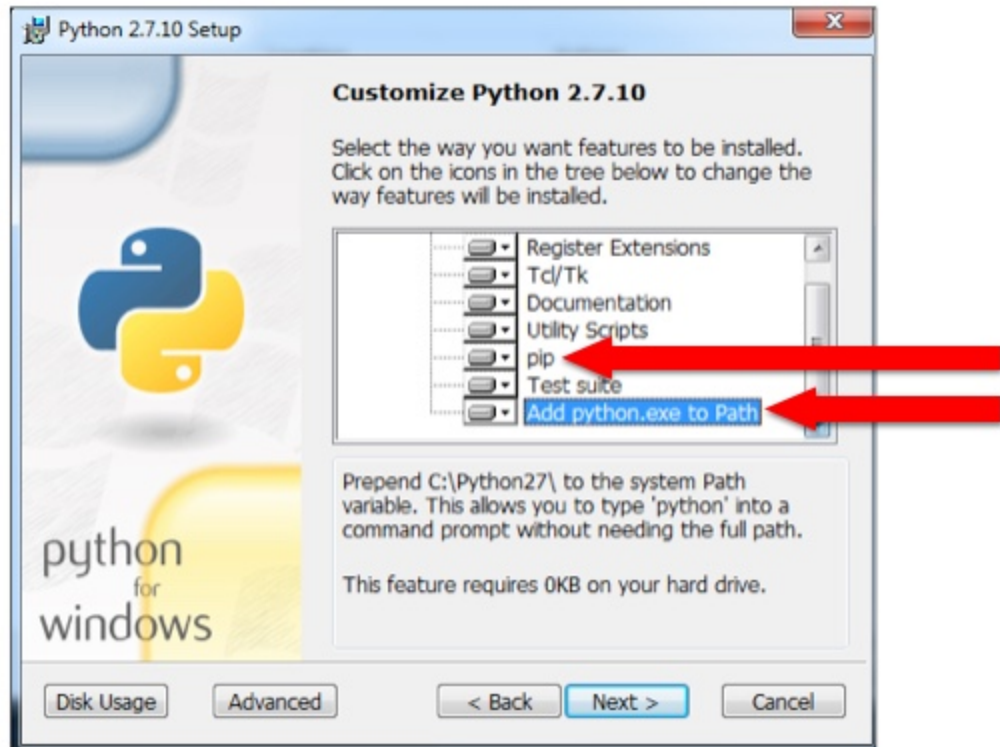 Python 2.7.10 Setup
Customize Python 2.7.10
Select the way you want features to be installed.
Click on the icons in the tree below to change the
way features will be installed.
Register Extensions
Tcl/Tk
Documentation
Utility Scripts
pip
Test suite
Add python.exe to Path
Prepend C:\Python27\ to the system Path
variable. This allows you to type 'python' into a
command prompt without needing the full path.
This feature requires 0KB on your hard drive.
python
for
windows
Disk Usage
Advanced
< Back
Next >
Cancel